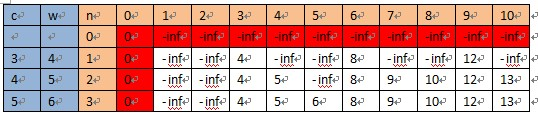 c w n 0 1 2 3 4 5 6 7 8 9 10
0 0 -inf -inf -inf -inf -inf -inf -inf -inf -inf -inf
3 4 1 0 -inf -inf 4 -inf -inf 8 -inf -inf 12 -inf
4 5 2 0 -inf -inf 4 5 -inf 8 9 10 12 13
5 6 3 0 -inf -inf 4 5 6 8 9 10 12 13